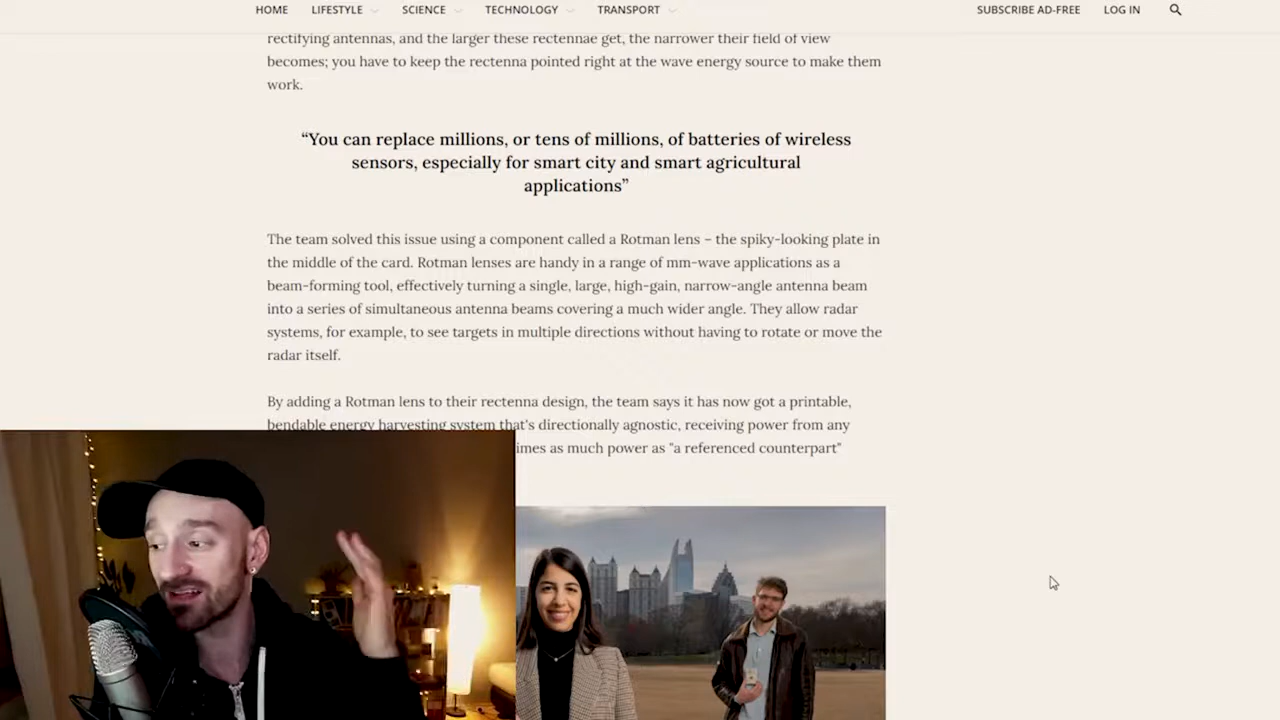 HOME LIFESTYLE SCIENCE TECHNOLOGY TRANSPORT SUBSCRIBE AD-FREE LOG IN
rectifying antennas, and the larger these rectennae get, the narrower their field of view
becomes; you have to keep the rectenna pointed right at the wave energy source to make them
work.
“You can replace millions, or tens of millions, of batteries of wireless
sensors, especially for smart city and smart agricultural
applications”
The team solved this issue using a component called a Rotman lens – the spiky-looking plate in
the middle of the card. Rotman lenses are handy in a range of mm-wave applications as a
beam-forming tool, effectively turning a single, large, high-gain, narrow-angle antenna beam
into a series of simultaneous antenna beams covering a much wider angle. They allow radar
systems, for example, to see targets in multiple directions without having to rotate or move the
radar itself.
By adding a Rotman lens to their rectenna design, the team says it has now got a printable,
bendable energy harvesting system that's directionally agnostic, receiving power from any
as much power as "a referenced counterpart"